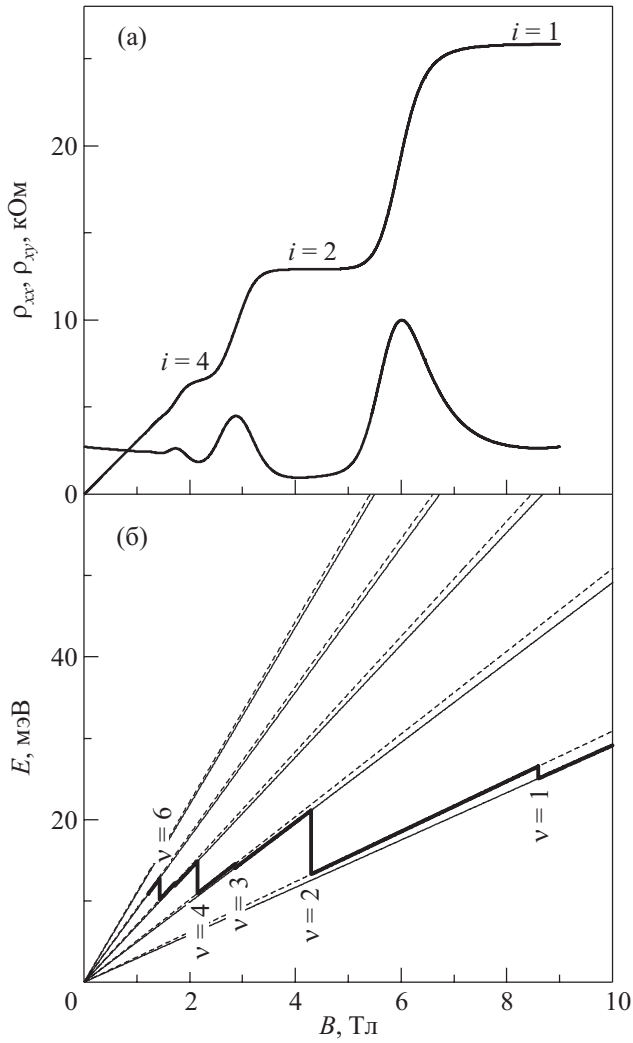 (а)
i = 1
20
i = 2
10
i = 4
0
ρxx, ρxy, кОм
(б)
40
20
E, мэВ
ν = 6
ν = 4
ν = 3
ν = 2
ν = 1
0 2 4 6 8 10
B, Тл